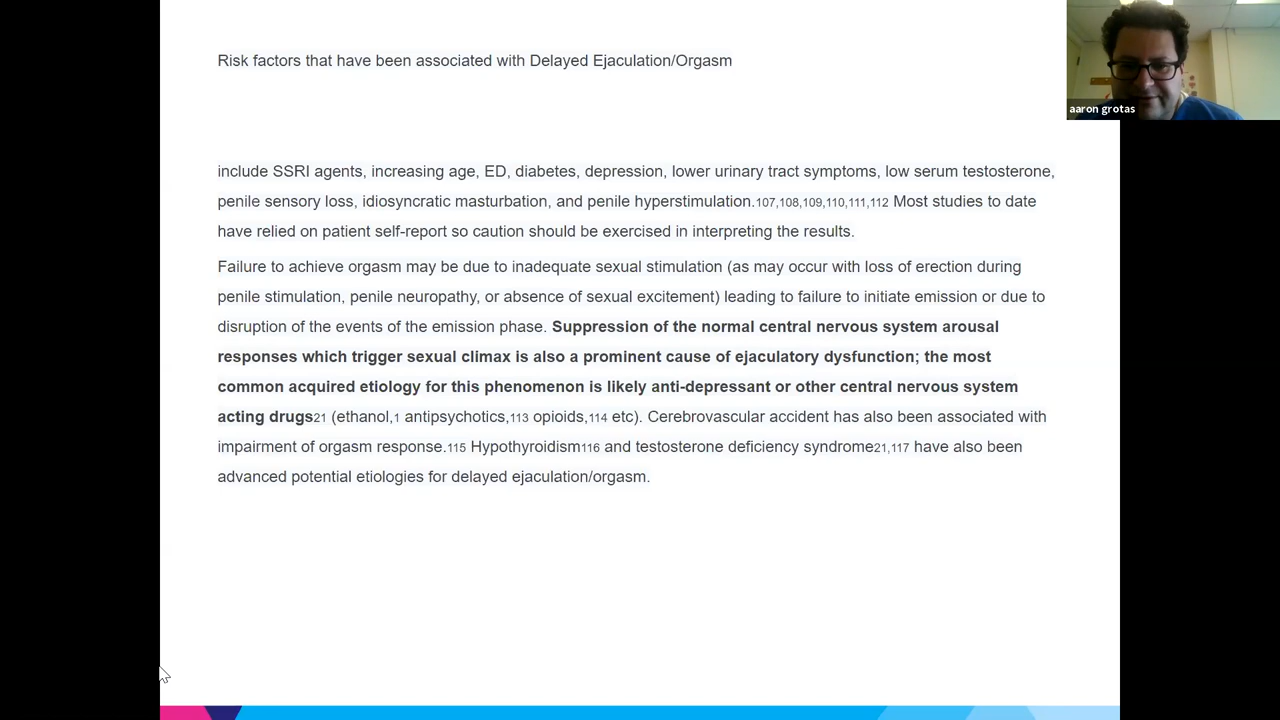 Risk factors that have been associated with Delayed Ejaculation/Orgasm
aaron grotas
include SSRI agents, increasing age, ED, diabetes, depression, lower urinary tract symptoms, low serum testosterone,
penile sensory loss, idiosyncratic masturbation, and penile hyperstimulation.107,108,109,110,111,112 Most studies to date
have relied on patient self-report so caution should be exercised in interpreting the results.
Failure to achieve orgasm may be due to inadequate sexual stimulation (as may occur with loss of erection during
penile stimulation, penile neuropathy, or absence of sexual excitement) leading to failure to initiate emission or due to
disruption of the events of the emission phase. Suppression of the normal central nervous system arousal
responses which trigger sexual climax is also a prominent cause of ejaculatory dysfunction; the most
common acquired etiology for this phenomenon is likely anti-depressant or other central nervous system
acting drugs21 (ethanol,1 antipsychotics,113 opioids,114 etc). Cerebrovascular accident has also been associated with
impairment of orgasm response.115 Hypothyroidism116 and testosterone deficiency syndrome21,117 have also been
advanced potential etiologies for delayed ejaculation/orgasm.